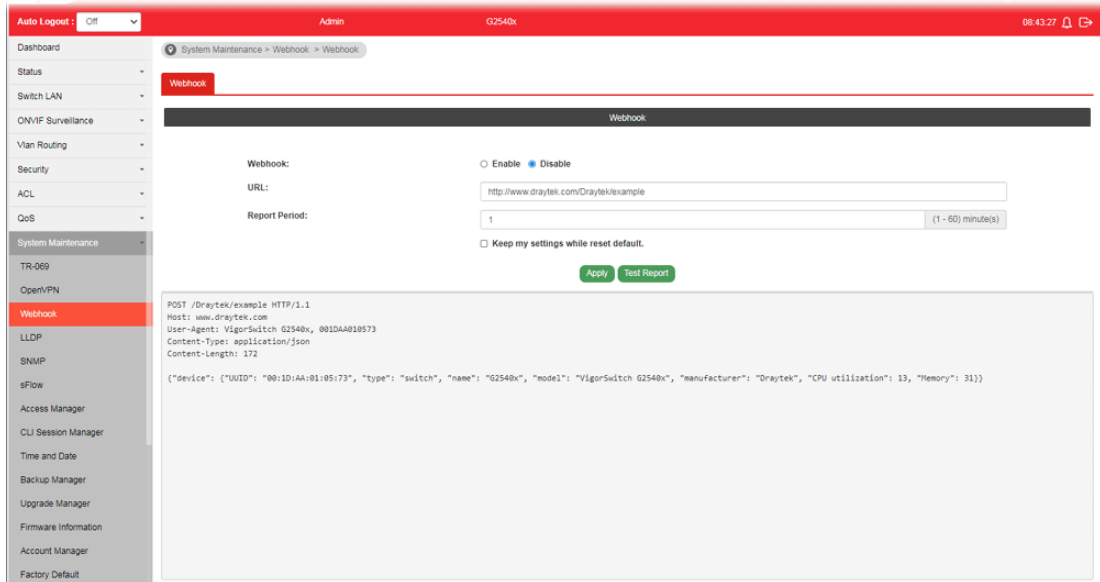 Auto Logout : Off Admin G2540x 08:43:27
Dashboard
Status
Switch LAN
ONVIF Surveillance
Vlan Routing
Security
ACL
QoS
System Maintenance
TR-069
OpenVPN
Webhook
LLDP
SNMP
sFlow
Access Manager
CLI Session Manager
Time and Date
Backup Manager
Upgrade Manager
Firmware Information
Account Manager
Factory Default
System Maintenance > Webhook > Webhook
Webhook
Webhook
Webhook: Enable Disable
URL: http://www.draytek.com/Draytek/example
Report Period: 1 (1 - 60) minute(s)
Keep my settings while reset default.
Apply Test Report
POST /Draytek/example HTTP/1.1
Host: www.draytek.com
User-Agent: VigorSwitch G2540x, 001DAA010573
Content-Type: application/json
Content-Length: 172
{"device": {"UUID": "00:1D:AA:01:05:73", "type": "switch", "name": "G2540x", "model": "VigorSwitch G2540x", "manufacturer": "Draytek", "CPU utilization": 13, "Memory": 31}}